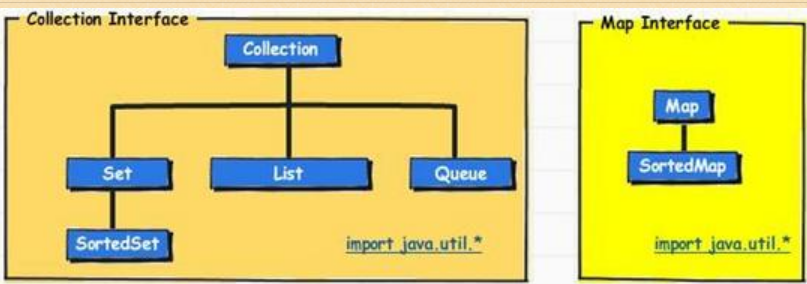 Collection Interface
Collection
Set
List
Queue
SortedSet
import java.util.*
Map Interface
Map
SortedMap
import java.util.*